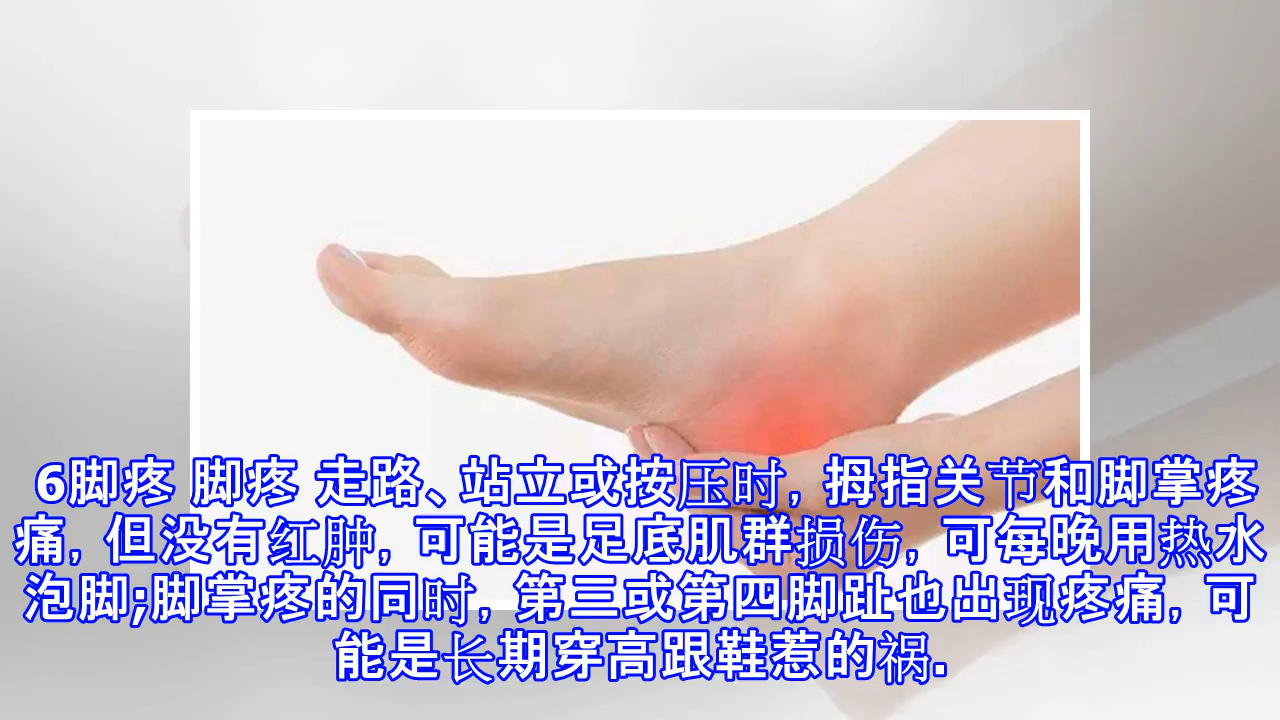 6脚疼 脚疼 走路、站立或按压时, 拇指关节和脚掌疼
痛, 但没有红肿, 可能是足底肌群损伤, 可每晚用热水
泡脚;脚掌疼的同时, 第三或第四脚趾也出现疼痛, 可
能是长期穿高跟鞋惹的祸.